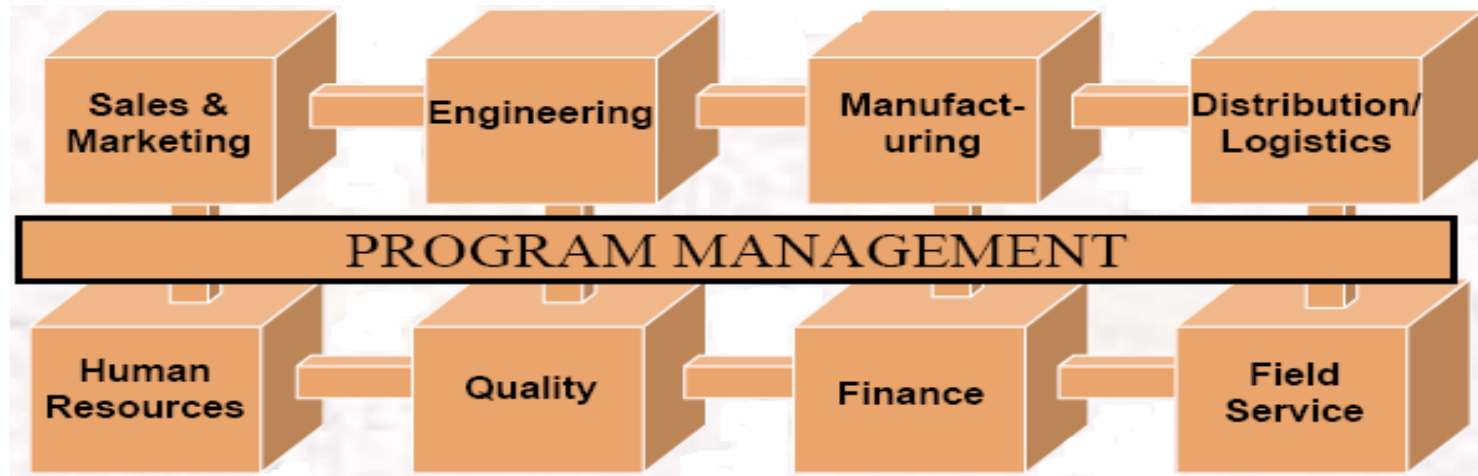 Sales &
Marketing
Engineering
Manufact-
uring
Distribution/
Logistics
PROGRAM MANAGEMENT
Human
Resources
Quality
Finance
Field
Service